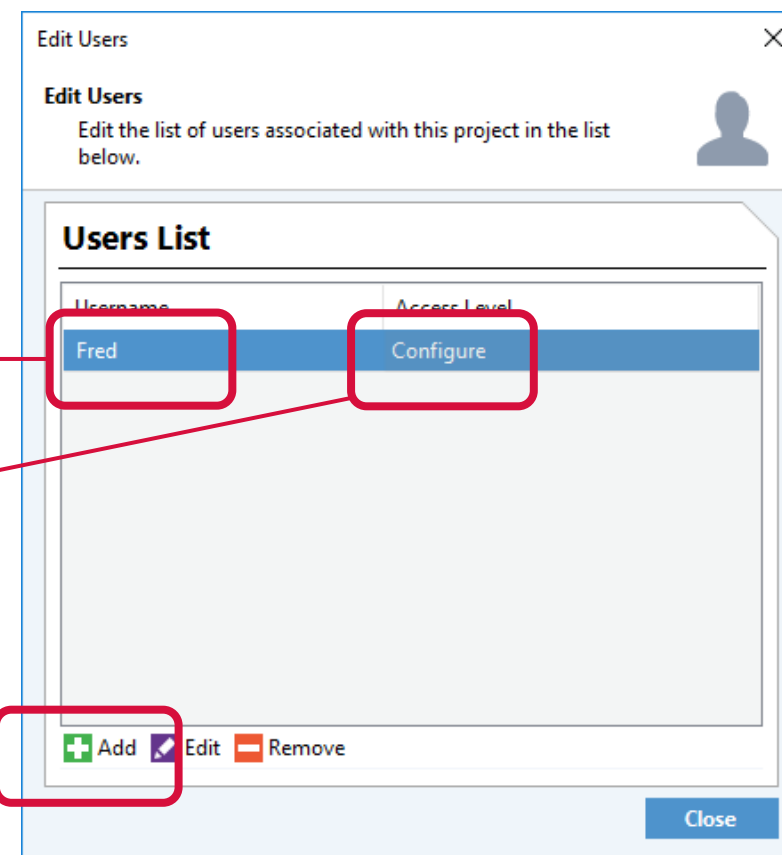 Edit Users
Edit Users
Edit the list of users associated with this project in the list
below.
Users List
Username Access Level
Fred Configure
Add Edit Remove
Close